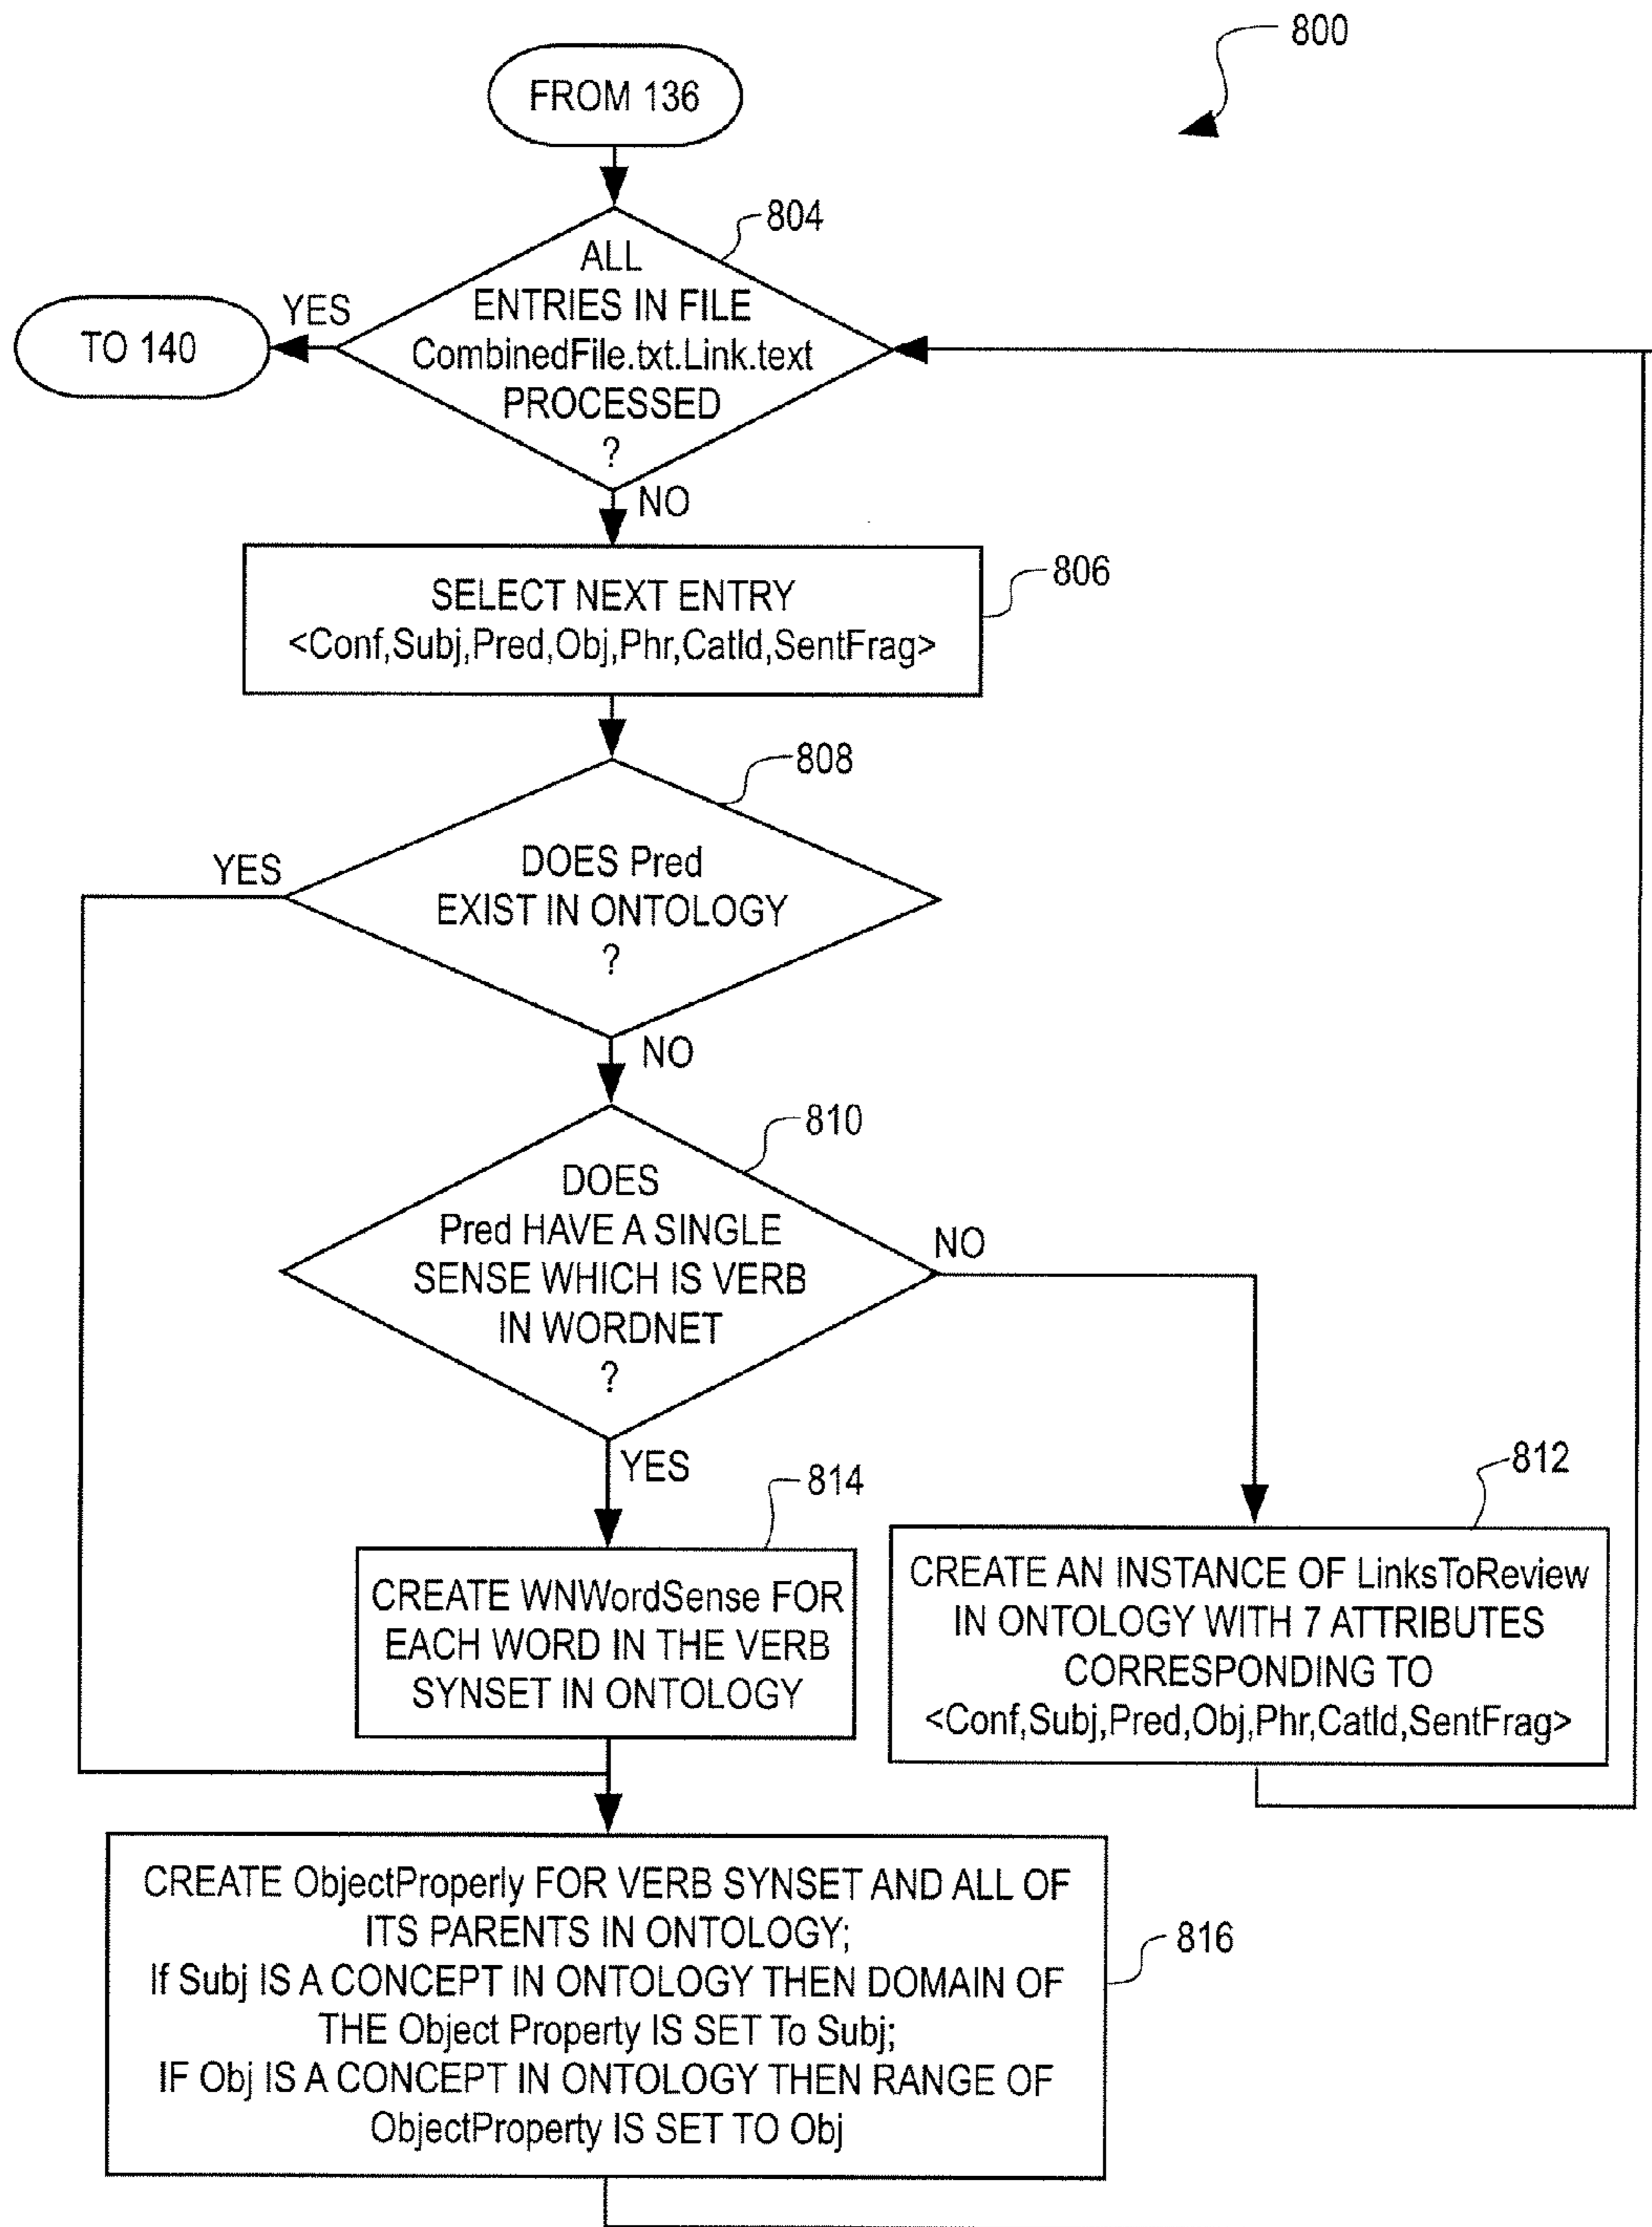 800
FROM 136
804
ALL
ENTRIES IN FILE
CombinedFile.txt.Link.text
PROCESSED
?
YES
TO 140
NO
806
SELECT NEXT ENTRY
<Conf,Subj,Pred,Obj,Phr,CatId,SentFrag>
808
DOES Pred
EXIST IN ONTOLOGY
?
YES
NO
810
DOES
Pred HAVE A SINGLE
SENSE WHICH IS VERB
IN WORDNET
?
NO
YES
814
CREATE WNWordSense FOR
EACH WORD IN THE VERB
SYNSET IN ONTOLOGY
812
CREATE AN INSTANCE OF LinksToReview
IN ONTOLOGY WITH 7 ATTRIBUTES
CORRESPONDING TO
<Conf,Subj,Pred,Obj,Phr,CatId,SentFrag>
CREATE ObjectProperly FOR VERB SYNSET AND ALL OF
ITS PARENTS IN ONTOLOGY;
If Subj IS A CONCEPT IN ONTOLOGY THEN DOMAIN OF
THE Object Property IS SET To Subj;
IF Obj IS A CONCEPT IN ONTOLOGY THEN RANGE OF
ObjectProperty IS SET TO Obj
816